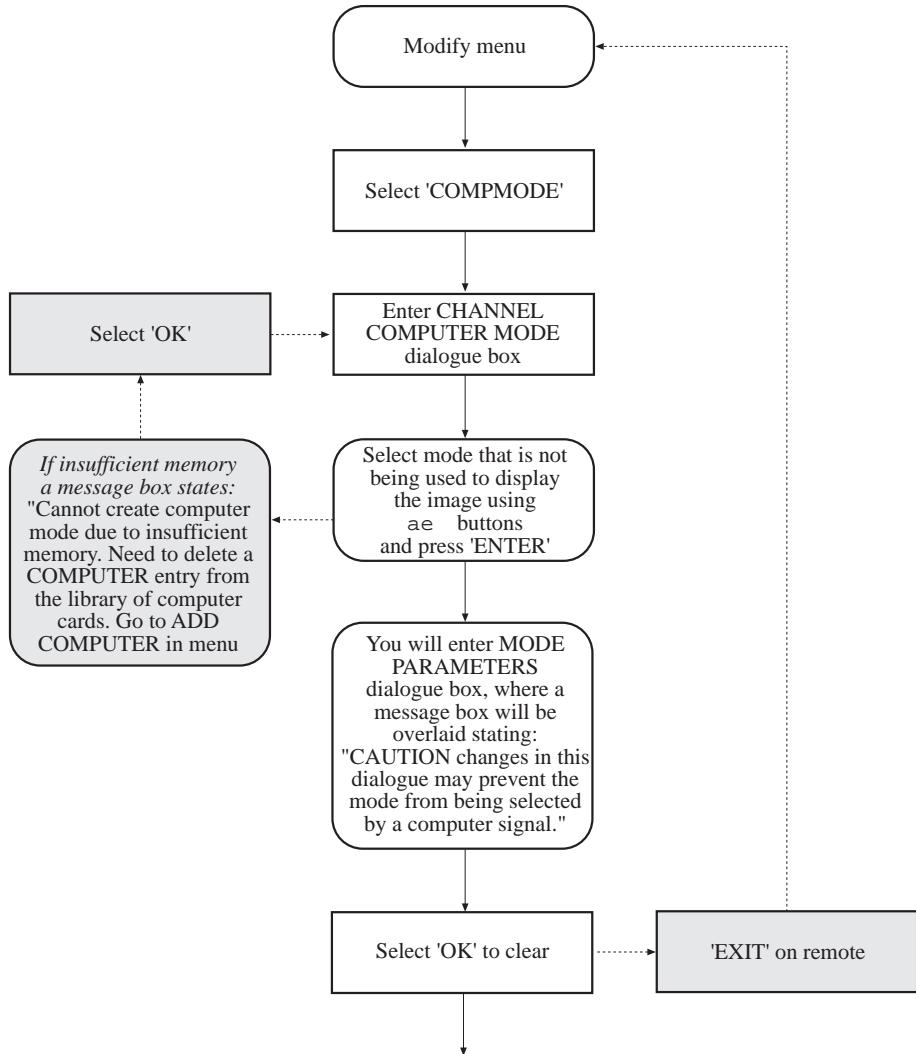 Modify menu
Select 'COMPMODE'
Enter CHANNEL
COMPUTER MODE
dialogue box
Select 'OK'
If insufficient memory
a message box states:
"Cannot create computer
mode due to insufficient
memory. Need to delete a
COMPUTER entry from
the library of computer
cards. Go to ADD
COMPUTER in menu
Select mode that is not
being used to display
the image using
ae buttons
and press 'ENTER'
You will enter MODE
PARAMETERS
dialogue box, where a
message box will be
overlaid stating:
"CAUTION changes in this
dialogue may prevent the
mode from being selected
by a computer signal."
Select 'OK' to clear
'EXIT' on remote